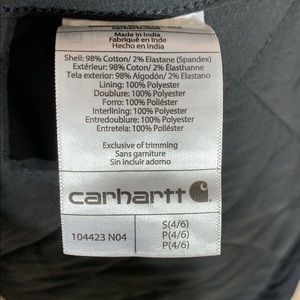 Made in India
Fabriqué en Inde
Hecho en India
Shell: 98% Cotton/ 2% Elastane (Spandex)
Extérieur: 98% Coton/ 2% Élasthanne
Tela exterior: 98% Algodón/ 2% Elastano
Lining: 100% Polyester
Doublure: 100% Polyester
Forro: 100% Poliéster
Interlining: 100% Polyester
Entredoublure: 100% Polyester
Entretela: 100% Poliéster
Exclusive of trimming
Sans garniture
Sin incluir adorno
carhartt
104423 N04
S(4/6)
P(4/6)
P(4/6)